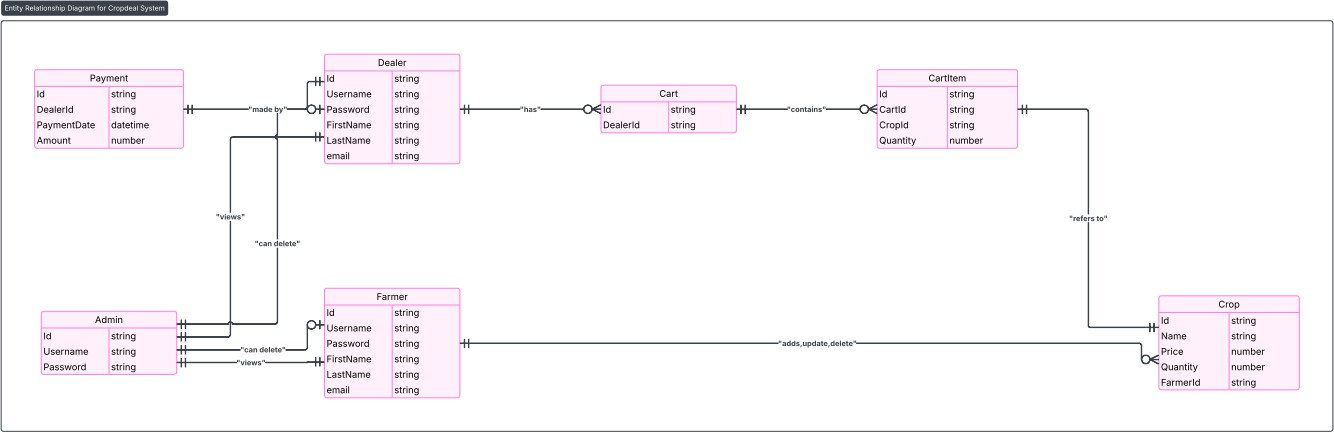 Entity Relationship Diagram for Cropdeal System
Payment
Id string
DealerId string
PaymentDate datetime
Amount number
"made by"
Dealer
Id string
Username string
Password string
FirstName string
LastName string
email string
"has"
Cart
Id string
DealerId string
"contains"
CartItem
Id string
CartId string
CropId string
Quantity number
"views"
"can delete"
"refers to"
Admin
Id string
Username string
Password string
"can delete"
"views"
Farmer
Id string
Username string
Password string
FirstName string
LastName string
email string
"adds,update,delete"
Crop
Id string
Name string
Price number
Quantity number
FarmerId string